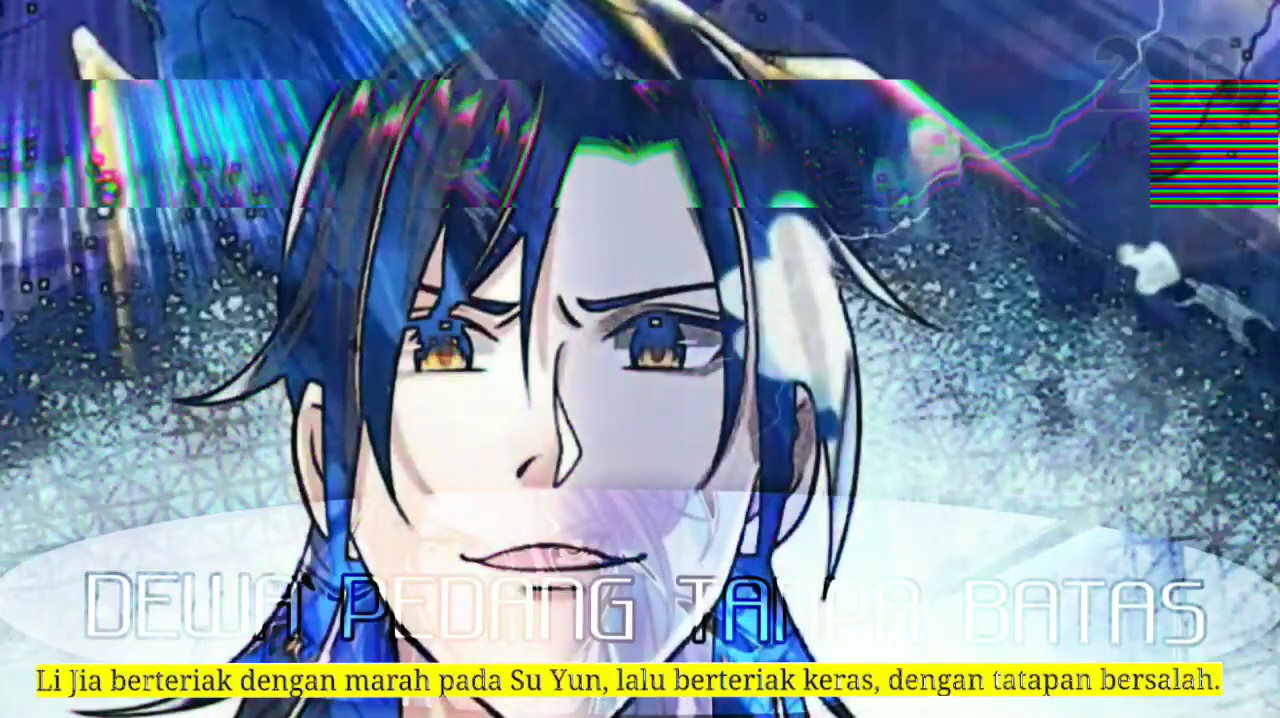 DEWA PEDANG TANPA BATAS
Li Jia berteriak dengan marah pada Su Yun, lalu berteriak keras, dengan tatapan bersalah.